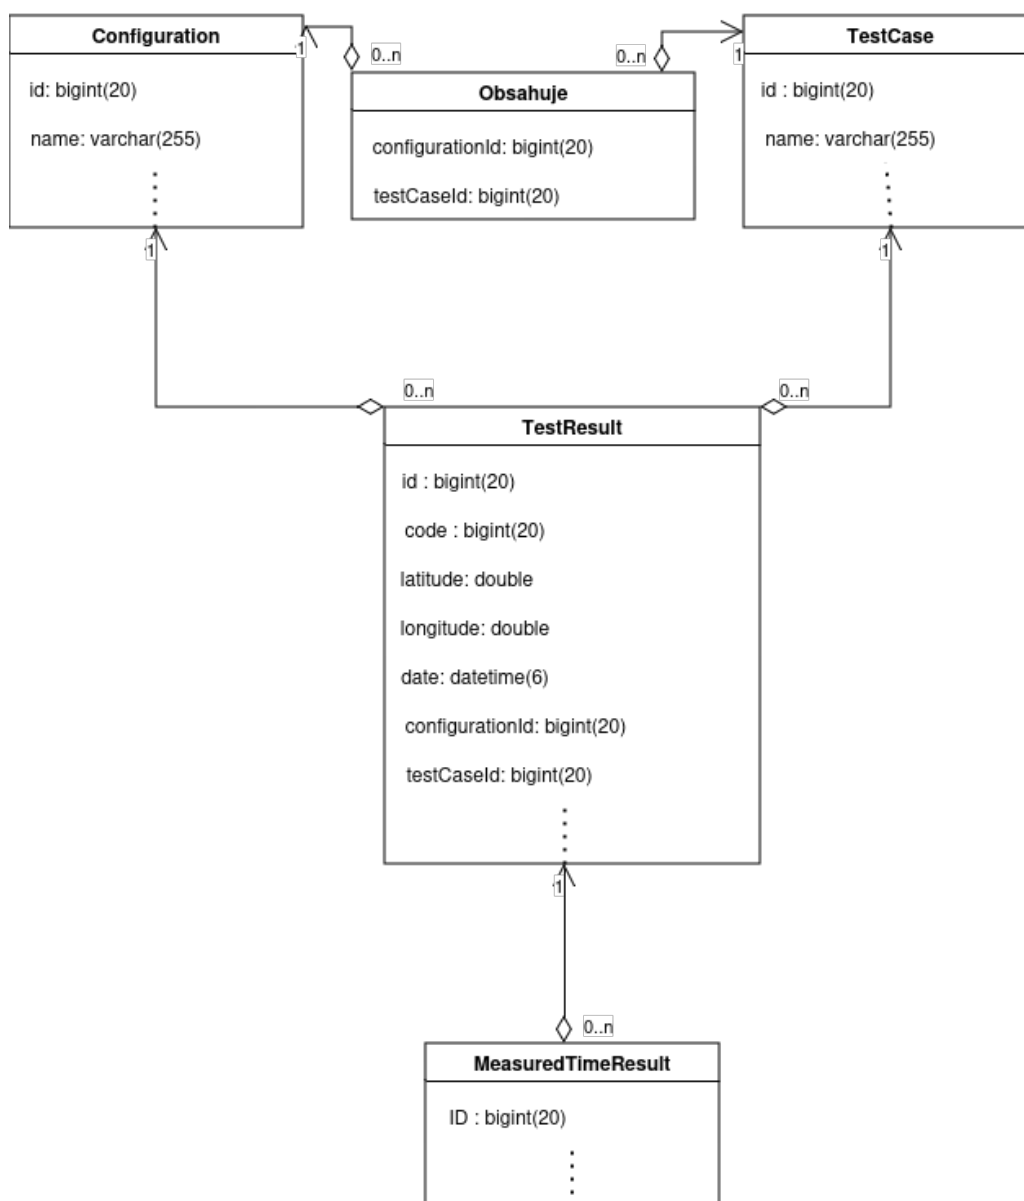 Configuration
id: bigint(20)
name: varchar(255)
1
0..n
Obsahuje
configurationId: bigint(20)
testCaseId: bigint(20)
0..n
1
TestCase
id : bigint(20)
name: varchar(255)
1
1
0..n
0..n
TestResult
id : bigint(20)
code : bigint(20)
latitude: double
longitude: double
date: datetime(6)
configurationId: bigint(20)
testCaseId: bigint(20)
1
0..n
MeasuredTimeResult
ID : bigint(20)